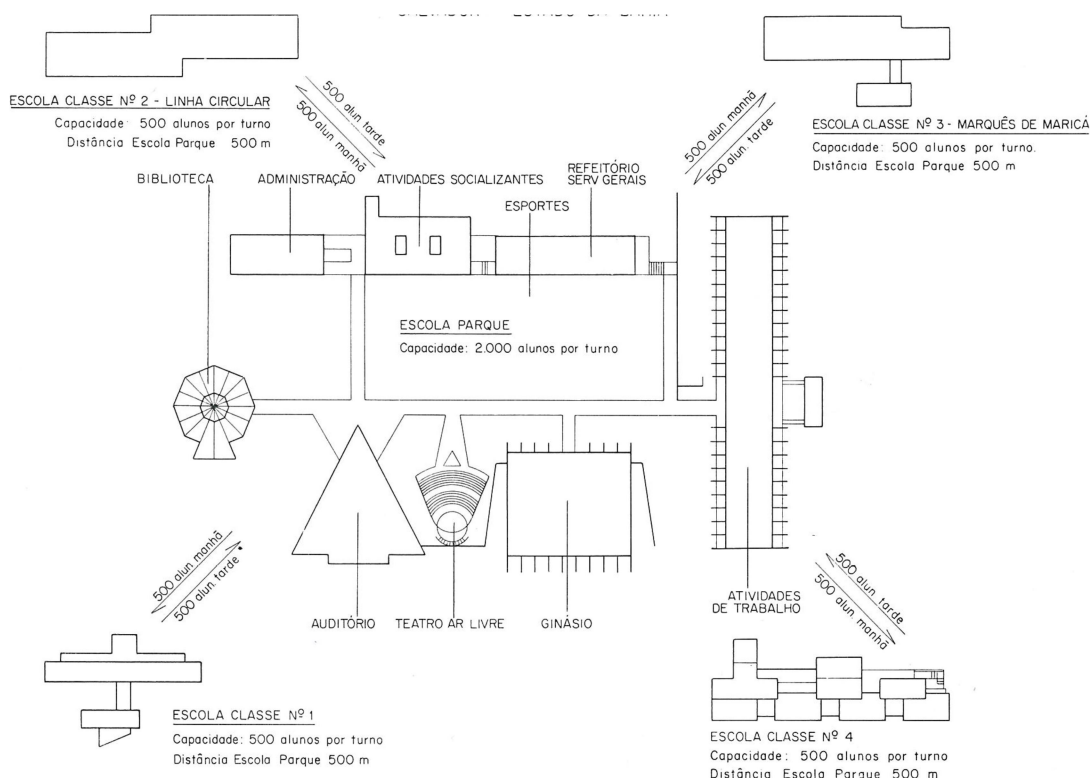 SALVADOR - ESTADO DA BAHIA
ESCOLA CLASSE Nº 2 - LINHA CIRCULAR
Capacidade: 500 alunos por turno
Distância Escola Parque 500 m
500 alun tarde
500 alun manhã
500 alun manhã
500 alun. tarde
ESCOLA CLASSE Nº 3 - MARQUÊS DE MARICÁ
Capacidade: 500 alunos por turno.
Distância Escola Parque 500 m
BIBLIOTECA
ADMINISTRAÇÃO
ATIVIDADES SOCIALIZANTES
REFEITÓRIO
SERV GERAIS
ESPORTES
ESCOLA PARQUE
Capacidade: 2.000 alunos por turno
500 alun manhã
500 alun. tarde
AUDITÓRIO
TEATRO AR LIVRE
GINÁSIO
ATIVIDADES
DE TRABALHO
500 alun. tarde
500 alun. manhã
ESCOLA CLASSE Nº 1
Capacidade: 500 alunos por turno
Distância Escola Parque 500 m
ESCOLA CLASSE Nº 4
Capacidade: 500 alunos por turno
Distância Escola Parque 500 m